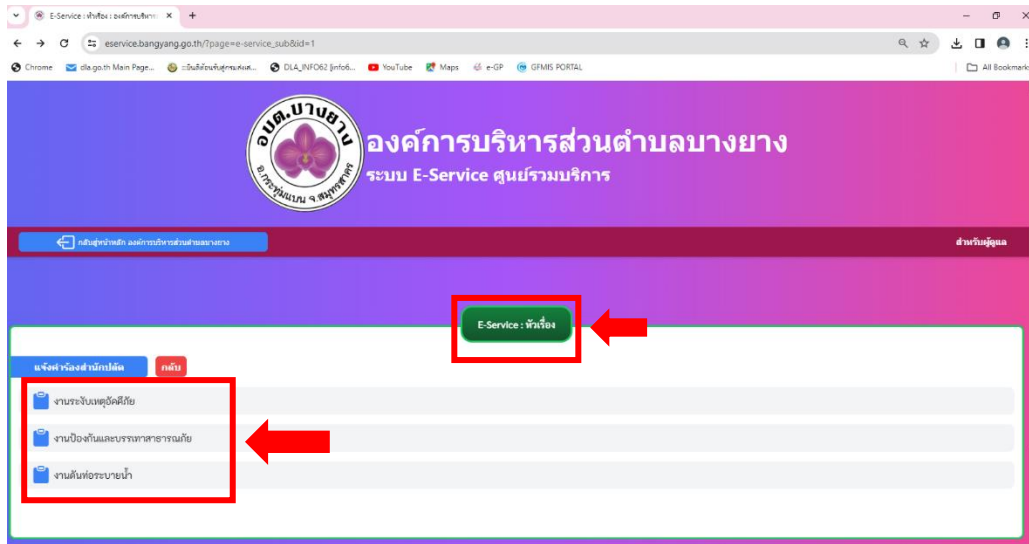 E-Service : หัวเรื่อง : องค์การบริหาร
eservice.bangyang.go.th/?page=e-service_sub&id=1
Chrome dla.go.th Main Page... DLA_INFO62 [info6... YouTube Maps e-GP GFMIS PORTAL All Bookmarks
อบต.บางยาง
อ.กระทุ่มแบน จ.สมุทรสาคร
องค์การบริหารส่วนตำบลบางยาง
ระบบ E-Service ศูนย์รวมบริการ
กลับสู่หน้าหลัก องค์การบริหารส่วนตำบลบางยาง สำหรับผู้ดูแล
E-Service : หัวเรื่อง
แจ้งคำร้องสำนักปลัด กลับ
งานระงับเหตุอัคคีภัย
งานป้องกันและบรรเทาสาธารณภัย
งานดันท่อระบายน้ำ